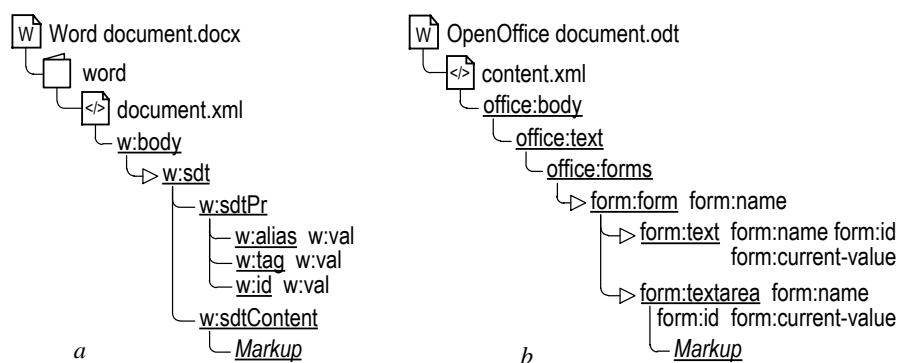 W Word document.docx
word
</> document.xml
w:body
w:sdt
w:sdtPr
w:alias w:val
w:tag w:val
w:id w:val
w:sdtContent
Markup
a
W OpenOffice document.odt
</> content.xml
office:body
office:text
office:forms
form:form form:name
form:text form:name form:id
form:current-value
form:textarea form:name
form:id form:current-value
Markup
b